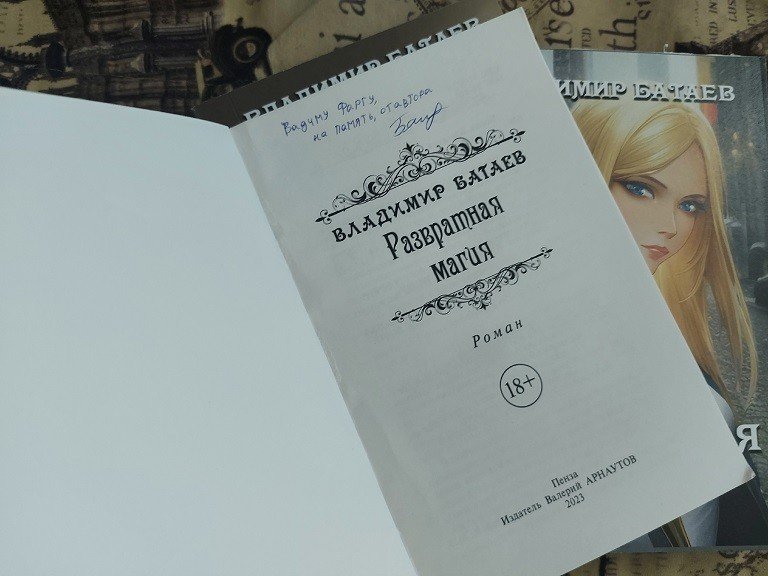 ВЛАДИМИР БАТАЕВ
Вадиму Фаргу,
на память, от автора
ВЛАДИМИР БАТАЕВ
Развратная
магия
Роман
18+
Пенза
Издатель Валерий АРНАУТОВ
2023
ДИМИР БАТАЕВ
Я